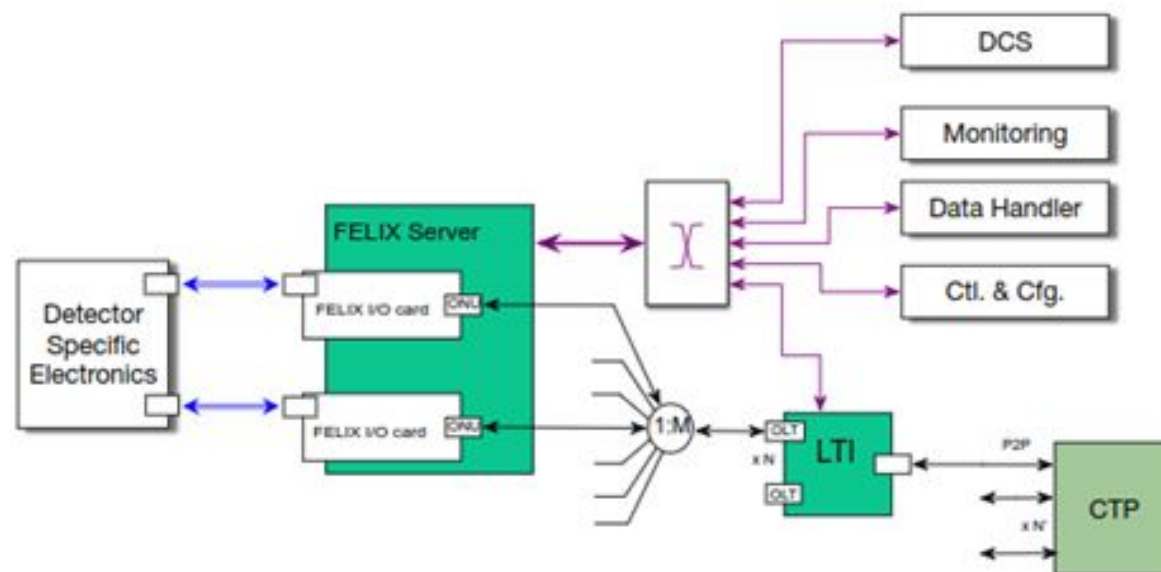 DCS
Monitoring
Data Handler
Ctl. & Cfg.
FELIX Server
FELIX I/O card
ONU
FELIX I/O card
ONU
Detector
Specific
Electronics
1:M
OLT
x N
OLT
LTI
P2P
x N'
CTP